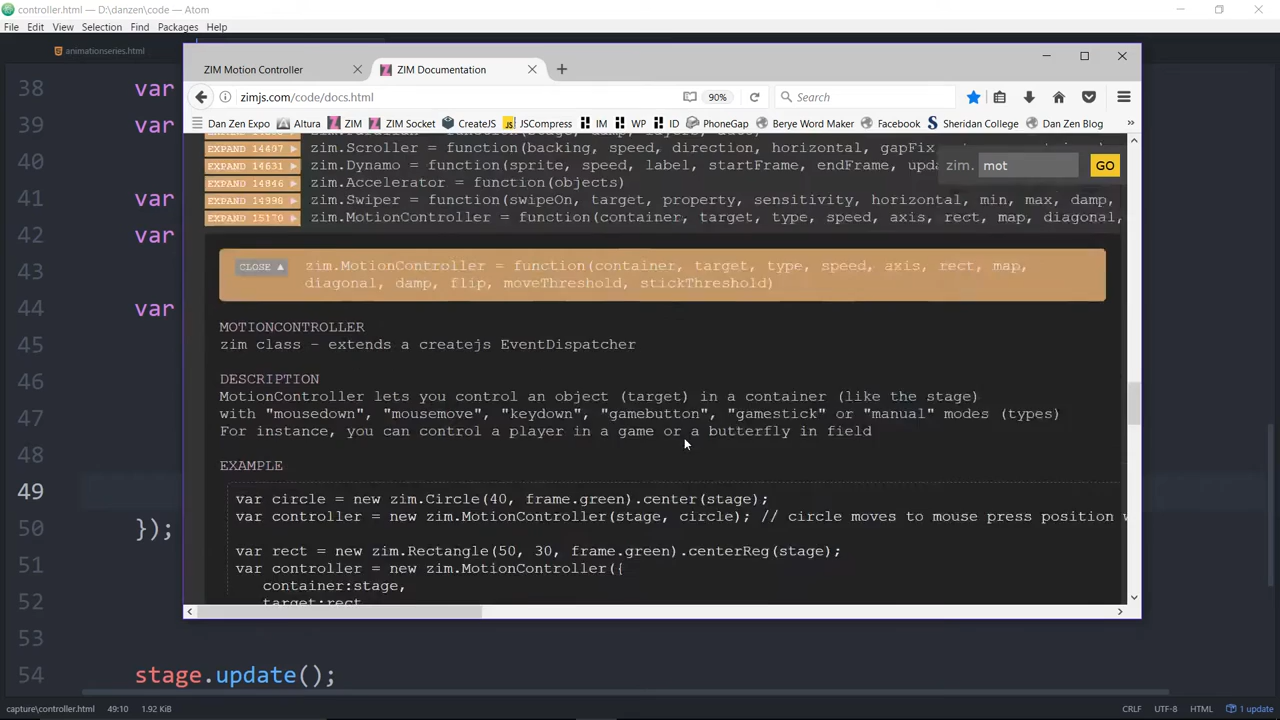 controller.html — D:\danzen\code — Atom
File Edit View Selection Find Packages Help
animationseries.html
ZIM Motion Controller
ZIM Documentation
zimjs.com/code/docs.html
90%
Search
Dan Zen Expo Altura ZIM ZIM Socket CreateJS JSCompress IM WP ID PhoneGap Berye Word Maker Facebook Sheridan College Dan Zen Blog
EXPAND 14497 zim.Scroller = function(backing, speed, direction, horizontal, gapFix,
EXPAND 14631 zim.Dynamo = function(sprite, speed, label, startFrame, endFrame, upda
zim. mot GO
EXPAND 14846 zim.Accelerator = function(objects)
EXPAND 14998 zim.Swiper = function(swipeOn, target, property, sensitivity, horizontal, min, max, damp,
EXPAND 15170 zim.MotionController = function(container, target, type, speed, axis, rect, map, diagonal,
CLOSE ▲ zim.MotionController = function(container, target, type, speed, axis, rect, map,
diagonal, damp, flip, moveThreshold, stickThreshold)
MOTIONCONTROLLER
zim class - extends a createjs EventDispatcher
DESCRIPTION
MotionController lets you control an object (target) in a container (like the stage)
with "mousedown", "mousemove", "keydown", "gamebutton", "gamestick" or "manual" modes (types)
For instance, you can control a player in a game or a butterfly in field
EXAMPLE
var circle = new zim.Circle(40, frame.green).center(stage);
var controller = new zim.MotionController(stage, circle); // circle moves to mouse press position w
var rect = new zim.Rectangle(50, 30, frame.green).centerReg(stage);
var controller = new zim.MotionController({
container:stage,
target:rect
38 var
39 var
40
41 var
42 var
43
44 var
45
46
47
48
49
50 });
51
52
53
54 stage.update();
capture\controller.html 49:10 1.92 KiB CRLF UTF-8 HTML 1 update